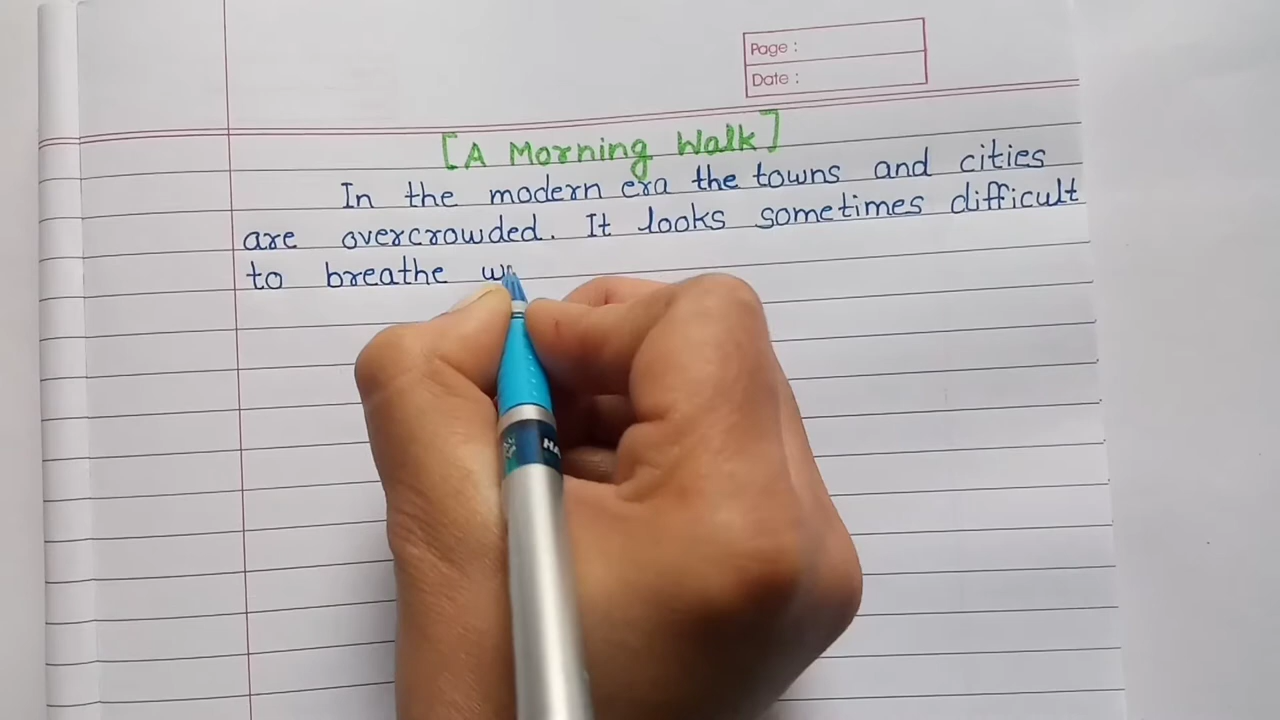 Page :
Date :
[A Morning Walk]
In the modern era the towns and cities
are overcrowded. It looks sometimes difficult
to breathe